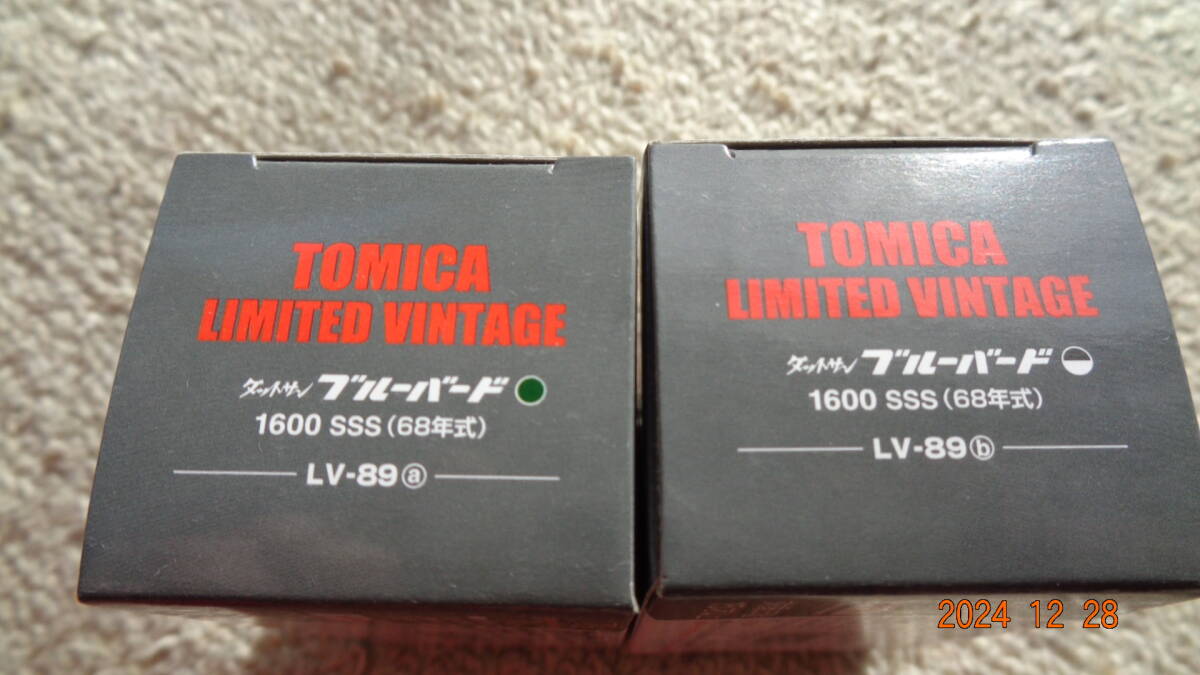 TOMICA
LIMITED VINTAGE
ダットサン ブルーバード
1600 SSS(68年式)
LV-89ⓐ
TOMICA
LIMITED VINTAGE
ダットサン ブルーバード
1600 SSS(68年式)
LV-89ⓑ
2024 12 28